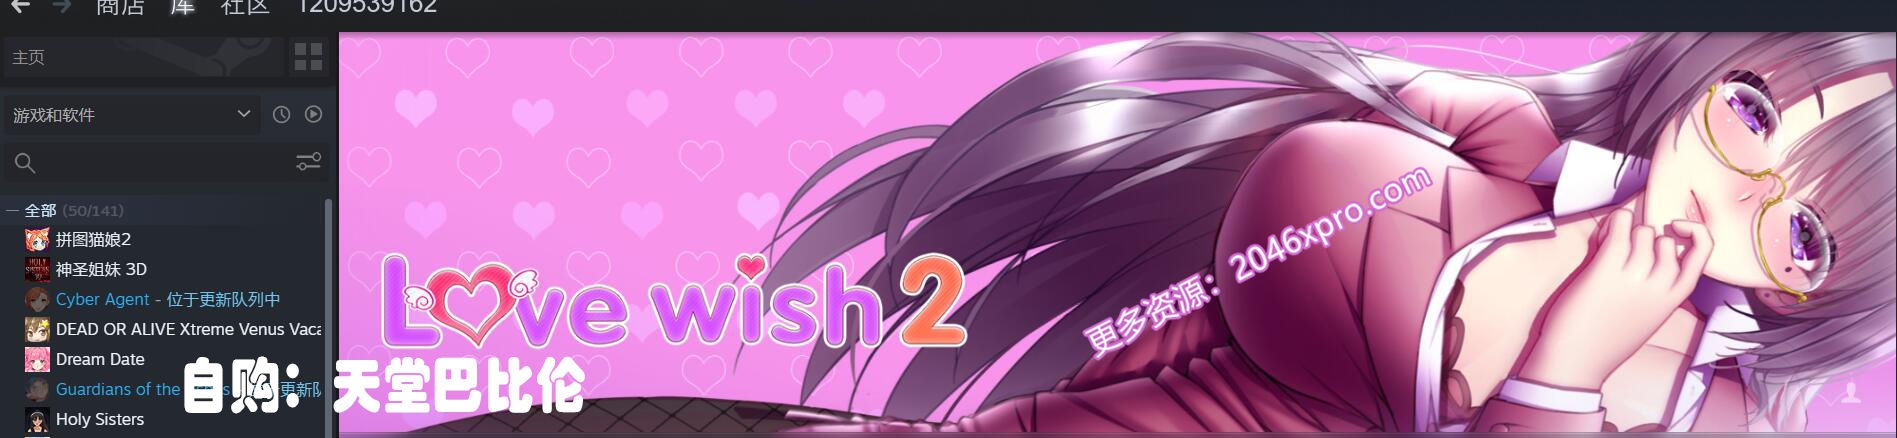 商店 库 社区 1209539162
主页
游戏和软件
全部 (50/141)
拼图猫娘2
神圣姐妹 3D
Cyber Agent - 位于更新队列中
DEAD OR ALIVE Xtreme Venus Vaca
Dream Date
Guardians of the
更新队
Holy Sisters
自购：天堂巴比伦
Love wish 2
更多资源：2046xpro.com